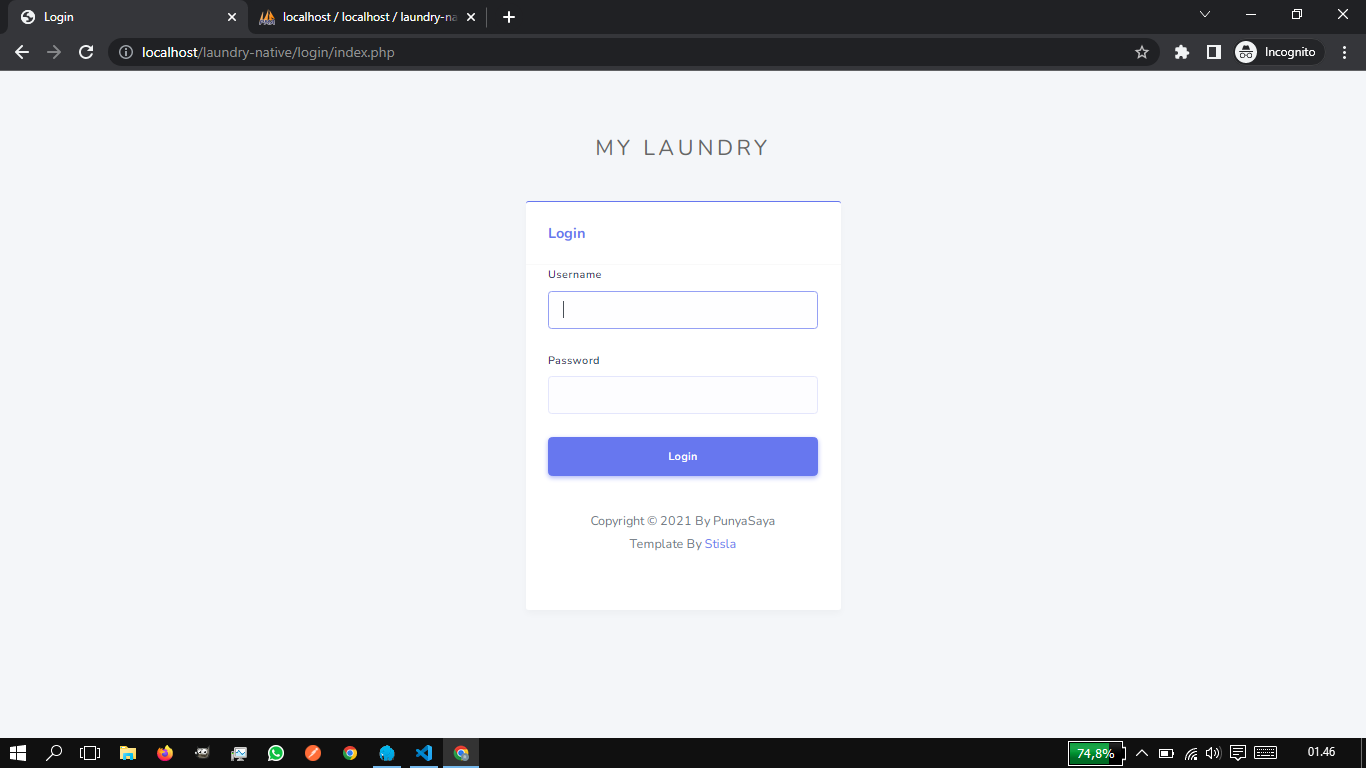 Login
localhost / localhost / laundry-na
localhost/laundry-native/login/index.php
Incognito
MY LAUNDRY
Login
Username
Password
Login
Copyright © 2021 By PunyaSaya
Template By Stisla
74,8%
01.46